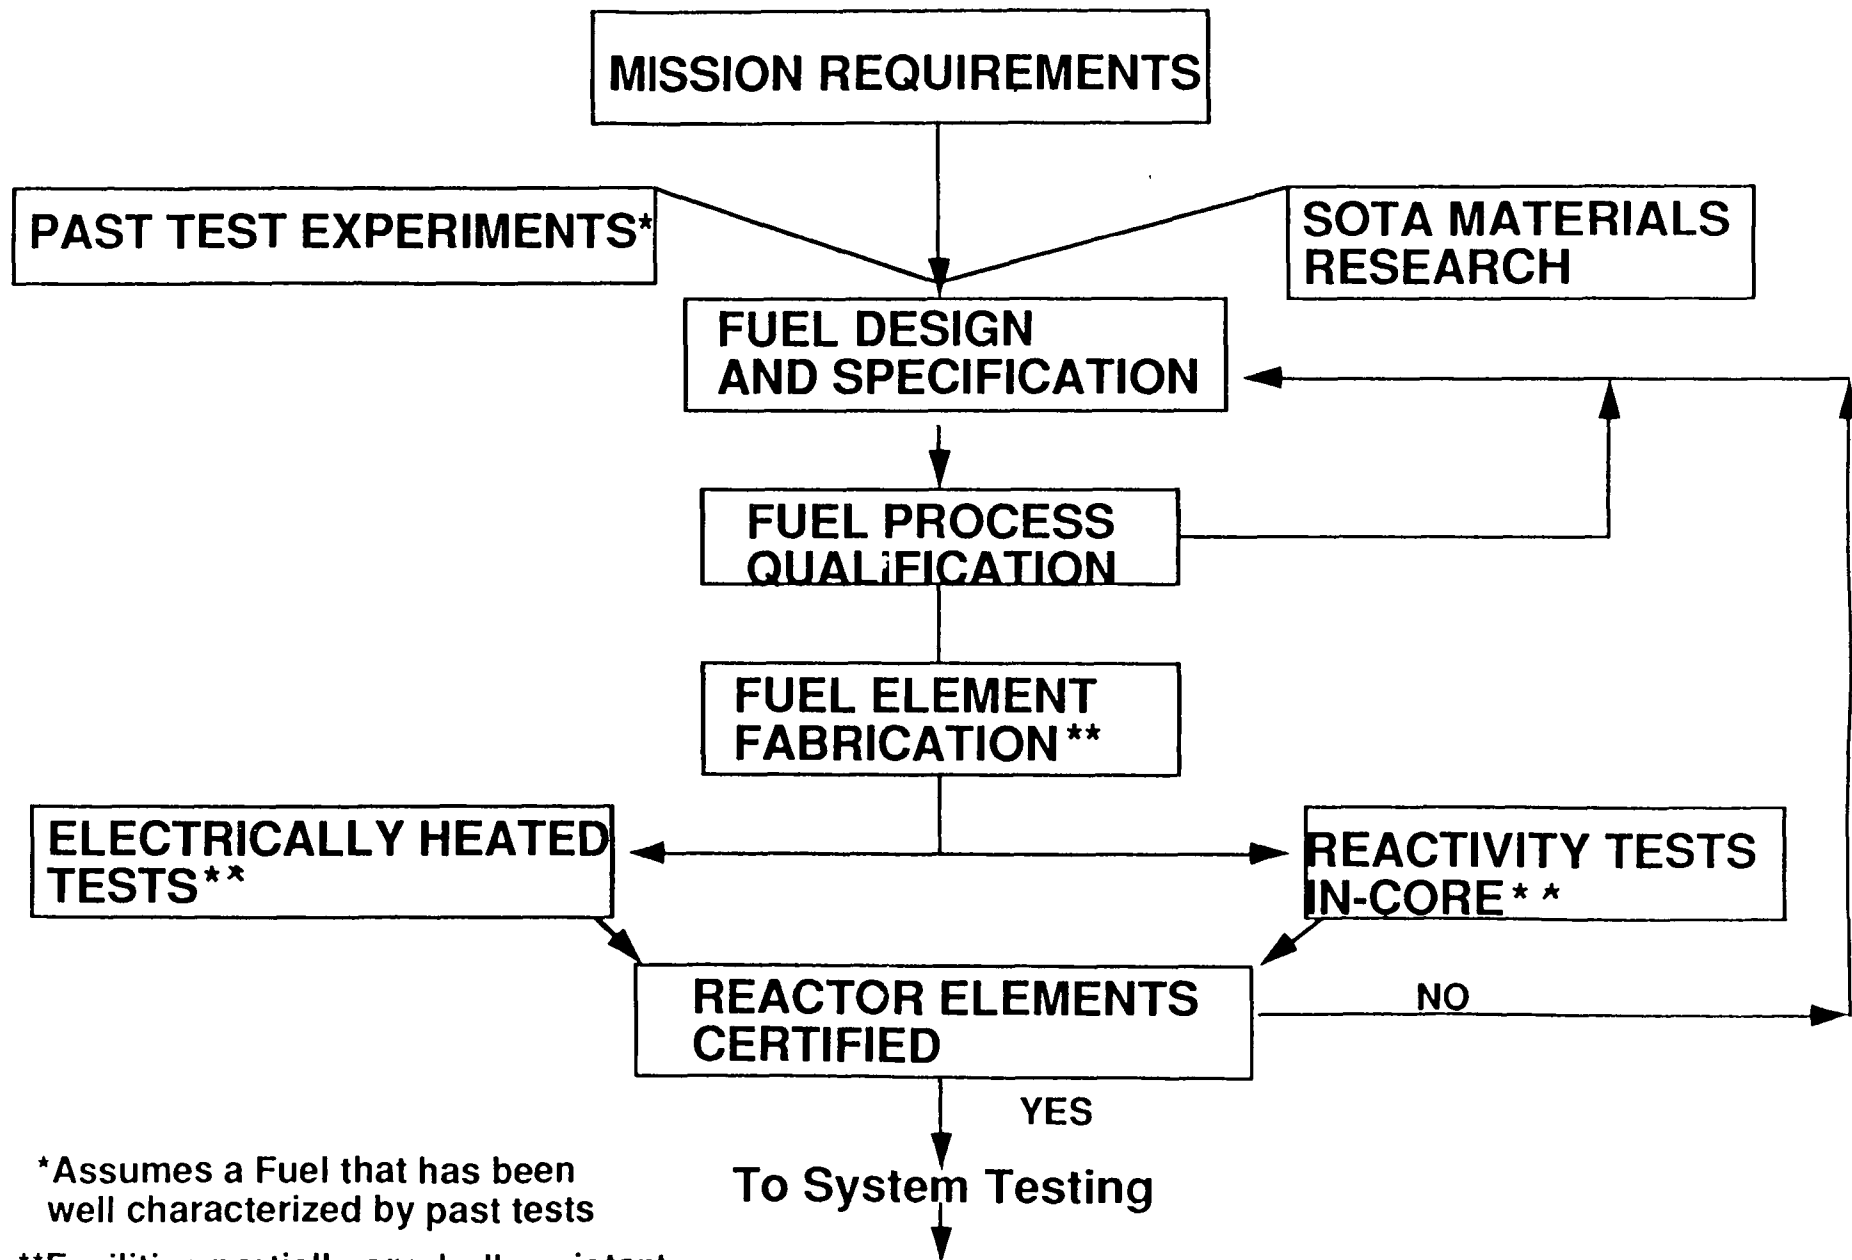 MISSION REQUIREMENTS
PAST TEST EXPERIMENTS*
SOTA MATERIALS
RESEARCH
FUEL DESIGN
AND SPECIFICATION
FUEL PROCESS
QUALIFICATION
FUEL ELEMENT
FABRICATION**
ELECTRICALLY HEATED
TESTS**
REACTIVITY TESTS
IN-CORE**
REACTOR ELEMENTS
CERTIFIED
NO
YES
To System Testing
*Assumes a Fuel that has been
well characterized by past tests